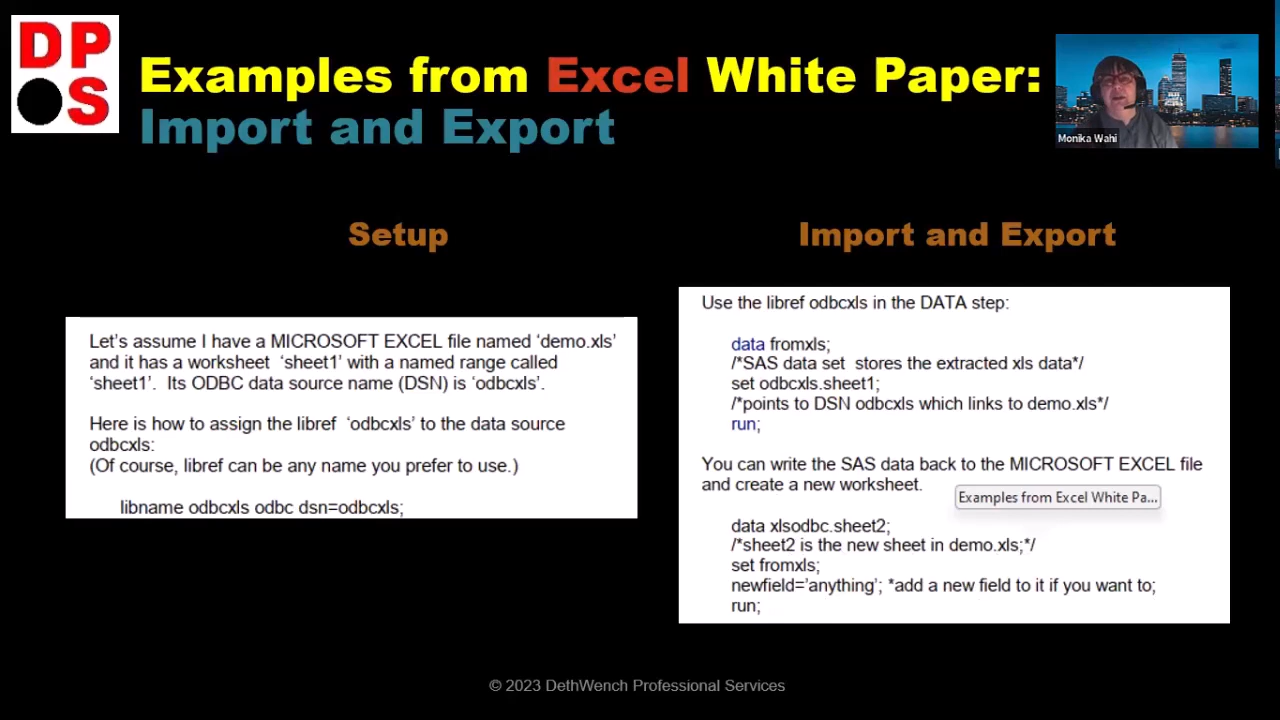 DP
S
Examples from Excel White Paper:
Import and Export
Monika Wahi
Setup
Let's assume I have a MICROSOFT EXCEL file named 'demo.xls'
and it has a worksheet 'sheet1' with a named range called
'sheet1'. Its ODBC data source name (DSN) is 'odbcxls'.
Here is how to assign the libref 'odbcxls' to the data source
odbcxls:
(Of course, libref can be any name you prefer to use.)
libname odbcxls odbc dsn=odbcxls;
Import and Export
Use the libref odbcxls in the DATA step:
data fromxls;
/*SAS data set stores the extracted xls data*/
set odbcxls.sheet1;
/*points to DSN odbcxls which links to demo.xls*/
run;
You can write the SAS data back to the MICROSOFT EXCEL file
and create a new worksheet.
Examples from Excel White Pa...
data xlsodbc.sheet2;
/*sheet2 is the new sheet in demo.xls;*/
set fromxls;
newfield='anything'; *add a new field to it if you want to;
run;
© 2023 DethWench Professional Services